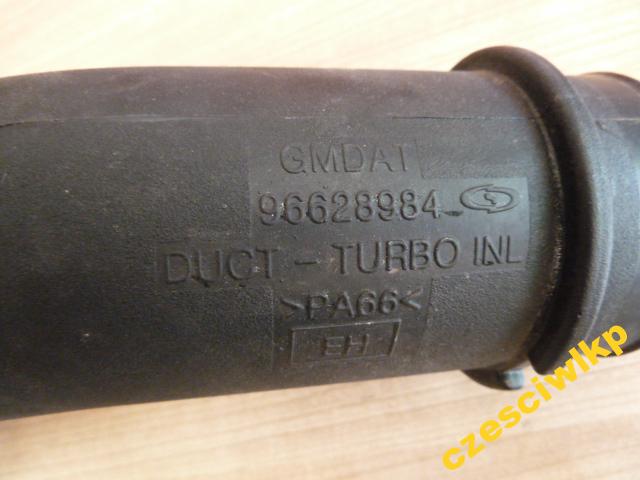 GMDAT
96628984
DUCT - TURBO INL
>PA66<
EH
czesciwlkp